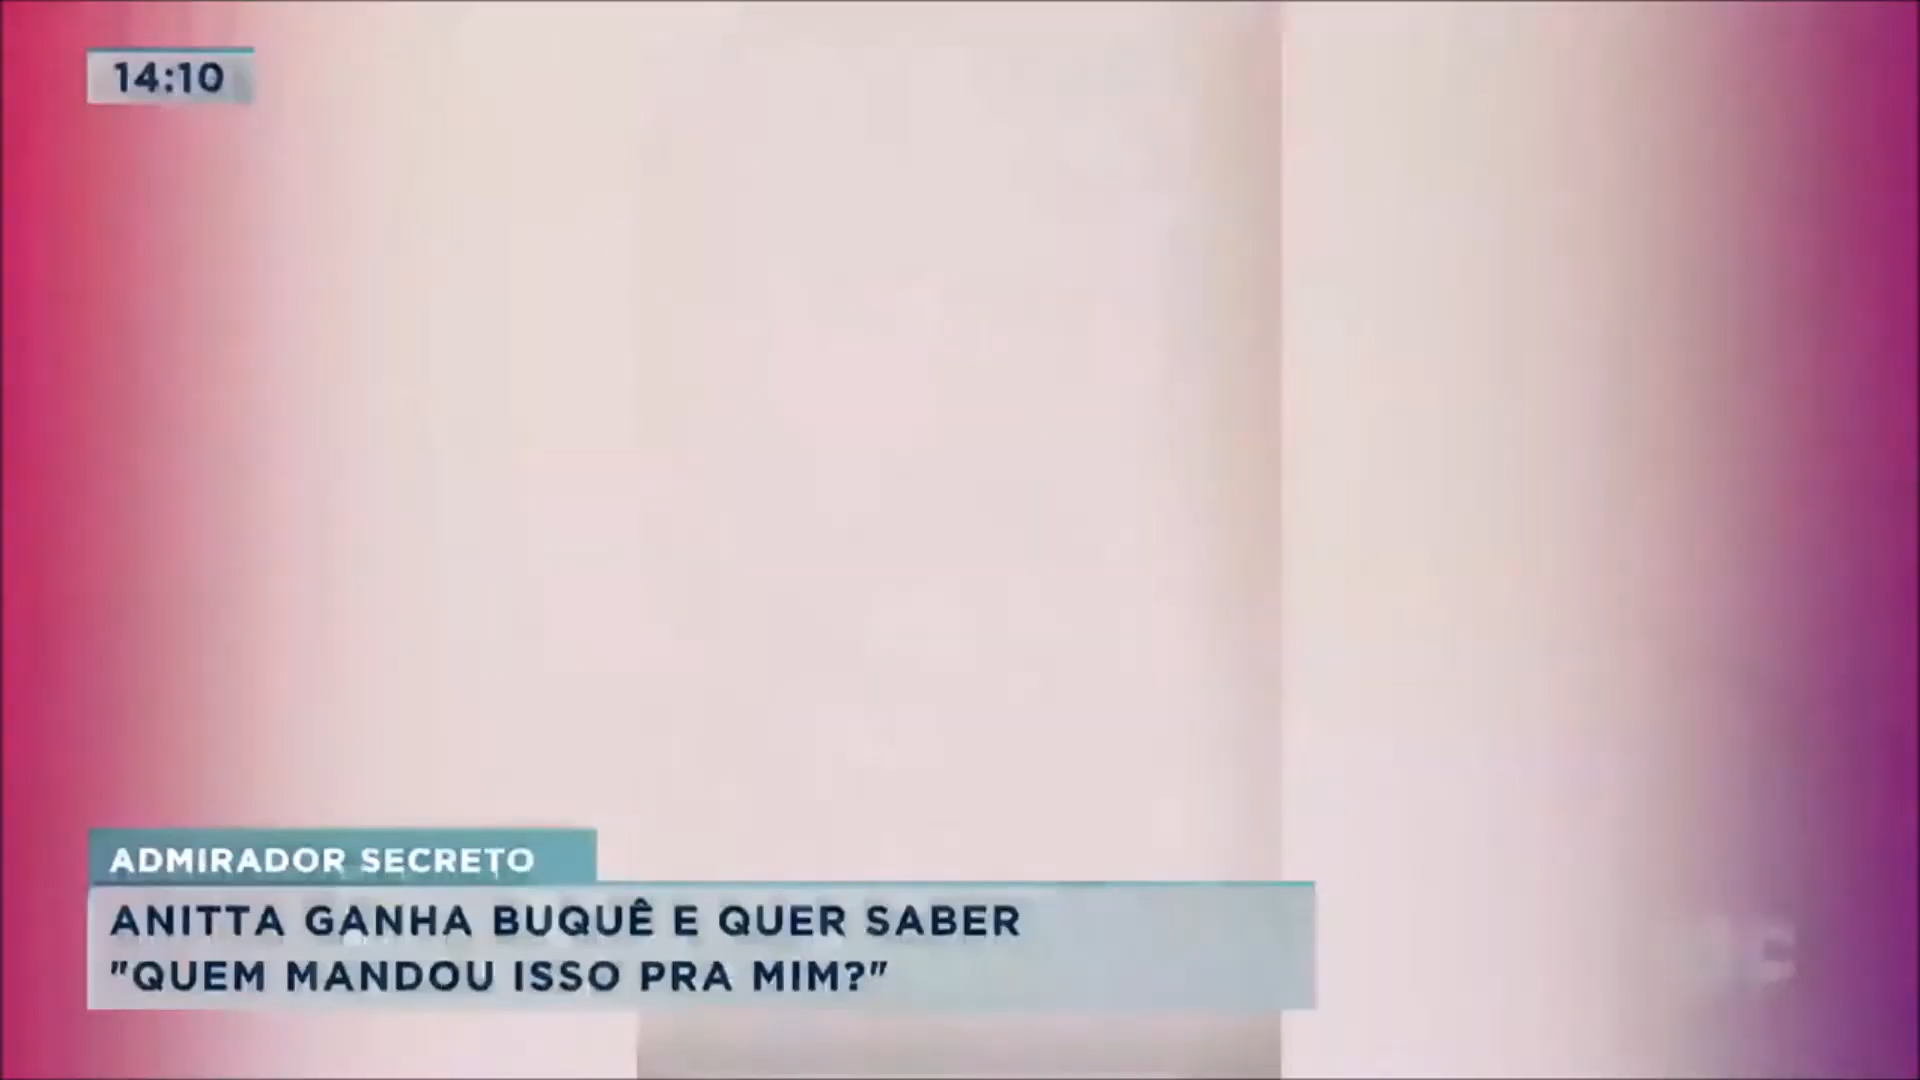 14:10
ADMIRADOR SECRETO
ANITTA GANHA BUQUÊ E QUER SABER
"QUEM MANDOU ISSO PRA MIM?"